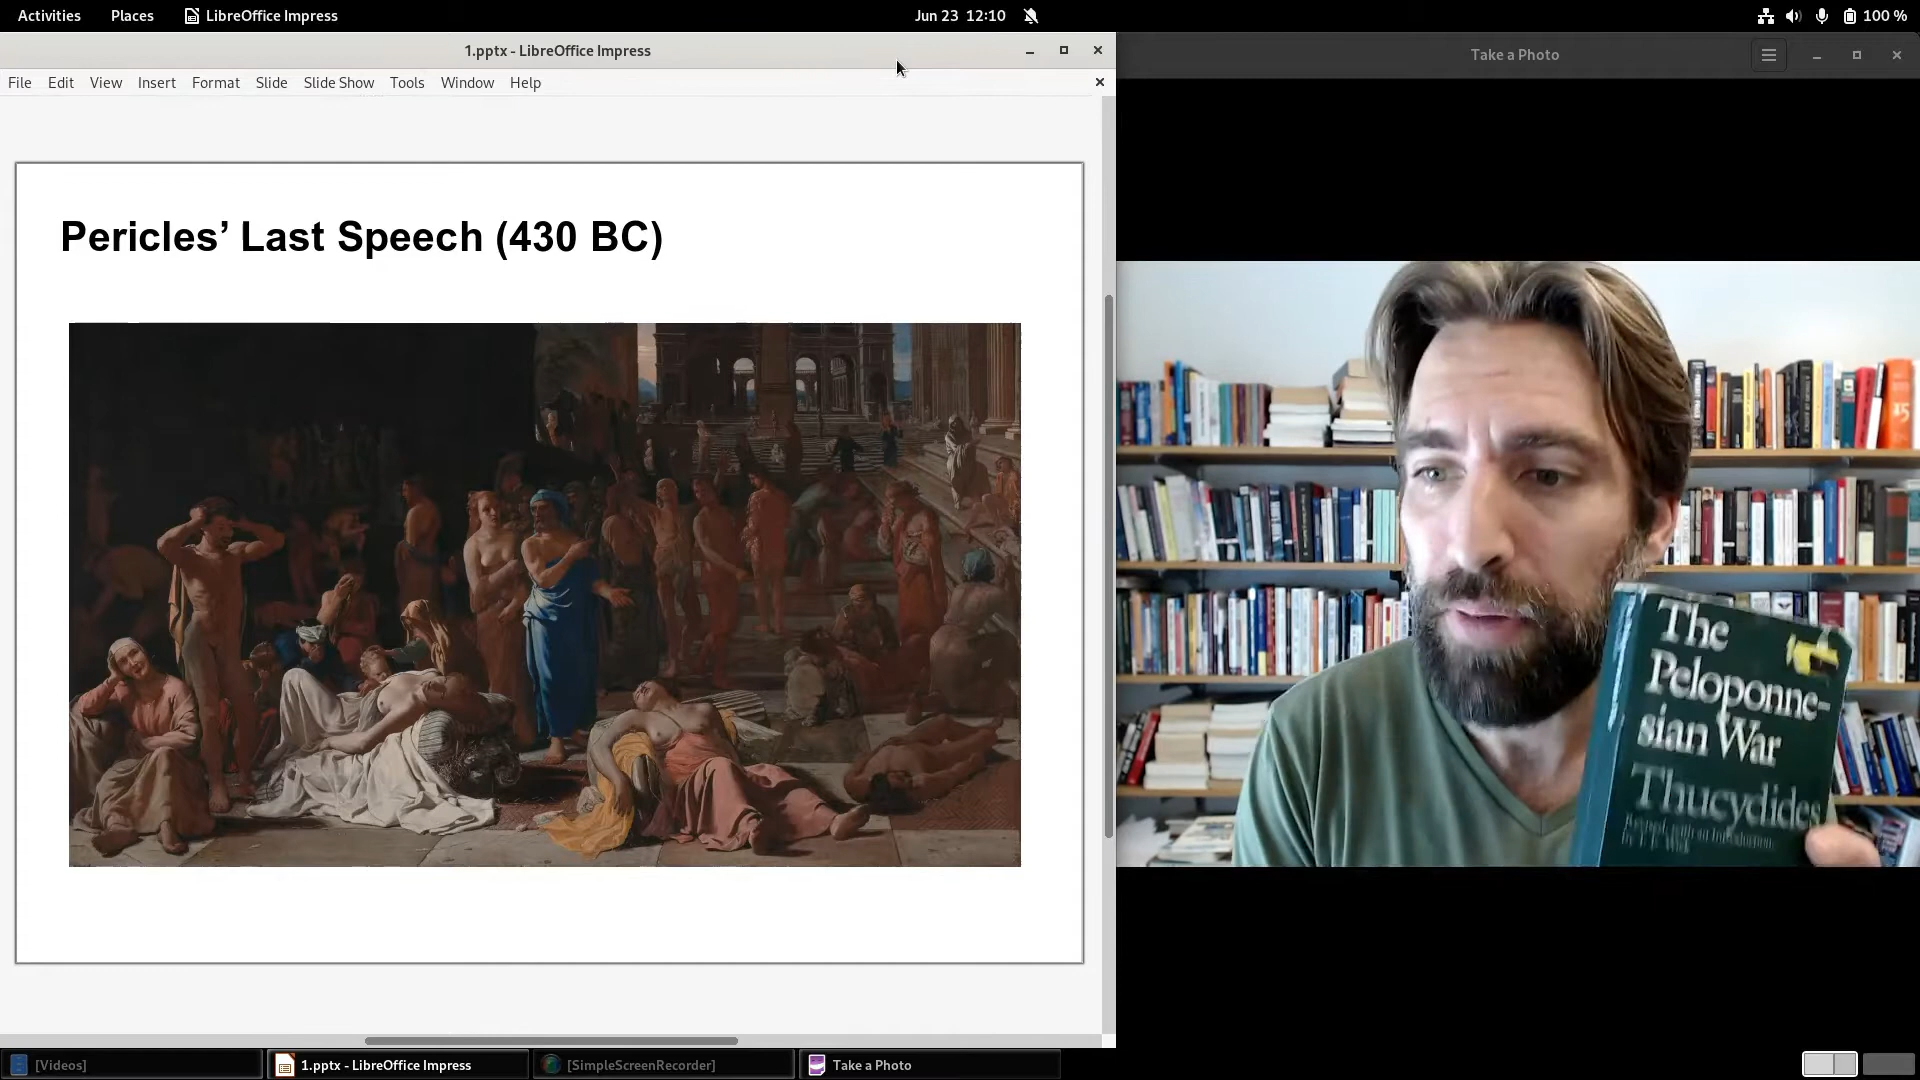 Activities
Places
LibreOffice Impress
Jun 23 12:10
100 %
1.pptx - LibreOffice Impress
Take a Photo
File Edit View Insert Format Slide Slide Show Tools Window Help
Pericles’ Last Speech (430 BC)
The
Peloponne-
sian War
Thucydides
[Videos]
1.pptx - LibreOffice Impress
[SimpleScreenRecorder]
Take a Photo